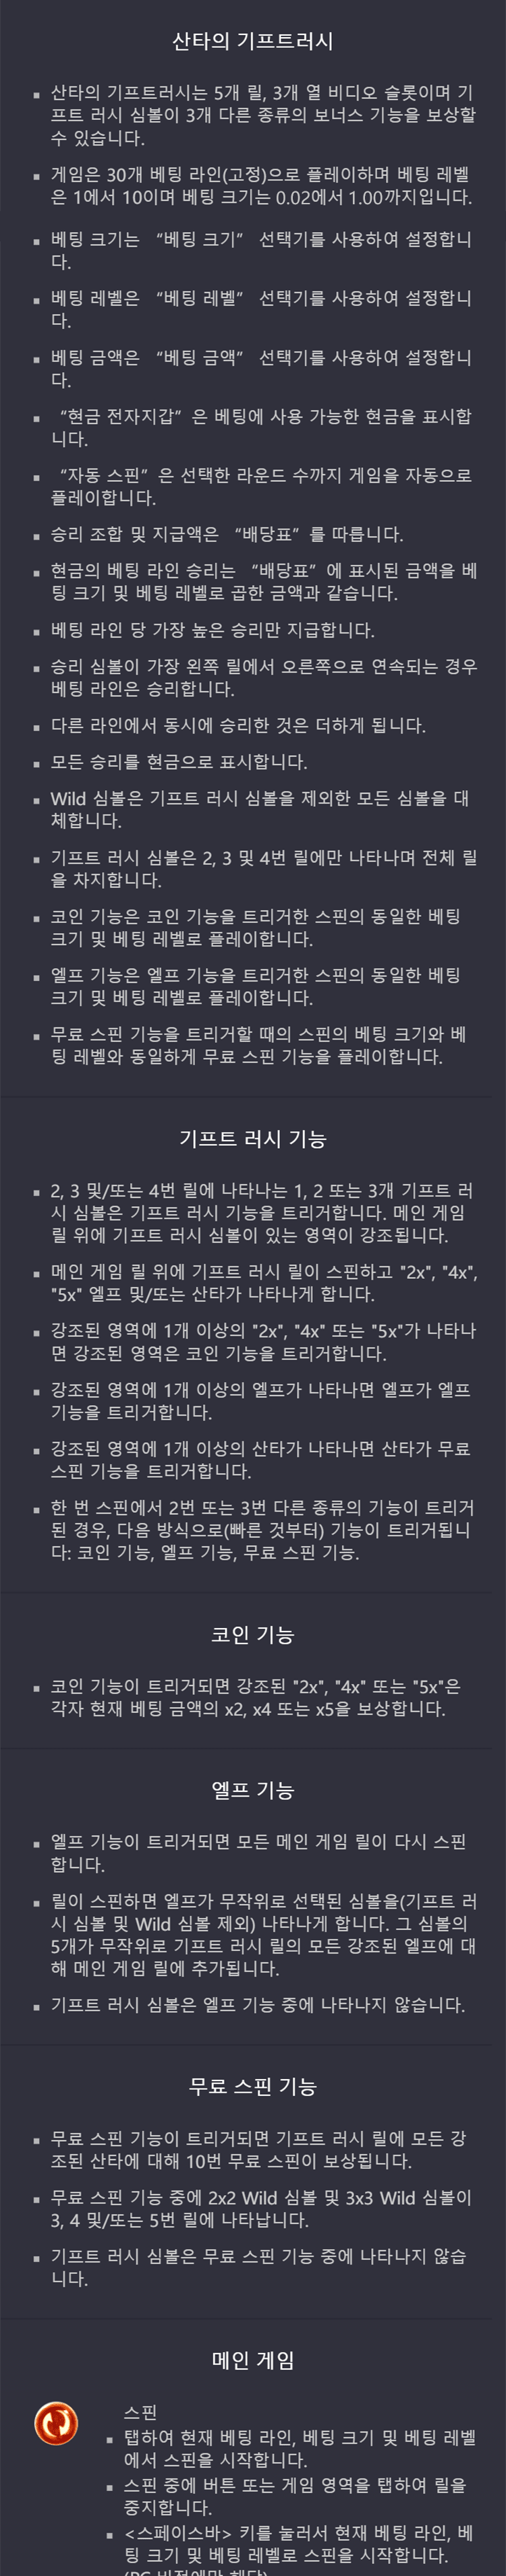 산타의 기프트러시
산타의 기프트러시는 5개 릴, 3개 열 비디오 슬롯이며 기
프트 러시 심볼이 3개 다른 종류의 보너스 기능을 보상할
수 있습니다.
게임은 30개 베팅 라인(고정)으로 플레이하며 베팅 레벨
은 1에서 10이며 베팅 크기는 0.02에서 1.00까지입니다.
베팅 크기는 “베팅 크기” 선택기를 사용하여 설정합니
다.
베팅 레벨은 “베팅 레벨” 선택기를 사용하여 설정합니
다.
베팅 금액은 “베팅 금액” 선택기를 사용하여 설정합니
다.
“현금 전자지갑”은 베팅에 사용 가능한 현금을 표시합
니다.
“자동 스핀”은 선택한 라운드 수까지 게임을 자동으로
플레이합니다.
승리 조합 및 지급액은 “배당표”를 따릅니다.
현금의 베팅 라인 승리는 “배당표”에 표시된 금액을 베
팅 크기 및 베팅 레벨로 곱한 금액과 같습니다.
베팅 라인 당 가장 높은 승리만 지급합니다.
승리 심볼이 가장 왼쪽 릴에서 오른쪽으로 연속되는 경우
베팅 라인은 승리합니다.
다른 라인에서 동시에 승리한 것은 더하게 됩니다.
모든 승리를 현금으로 표시합니다.
Wild 심볼은 기프트 러시 심볼을 제외한 모든 심볼을 대
체합니다.
기프트 러시 심볼은 2, 3 및 4번 릴에만 나타나며 전체 릴
을 차지합니다.
코인 기능은 코인 기능을 트리거한 스핀의 동일한 베팅
크기 및 베팅 레벨로 플레이합니다.
엘프 기능은 엘프 기능을 트리거한 스핀의 동일한 베팅
크기 및 베팅 레벨로 플레이합니다.
무료 스핀 기능을 트리거할 때의 스핀의 베팅 크기와 베
팅 레벨와 동일하게 무료 스핀 기능을 플레이합니다.
기프트 러시 기능
2, 3 및/또는 4번 릴에 나타나는 1, 2 또는 3개 기프트 러
시 심볼은 기프트 러시 기능을 트리거합니다. 메인 게임
릴 위에 기프트 러시 심볼이 있는 영역이 강조됩니다.
메인 게임 릴 위에 기프트 러시 릴이 스핀하고 "2x", "4x",
"5x" 엘프 및/또는 산타가 나타나게 합니다.
강조된 영역에 1개 이상의 "2x", "4x" 또는 "5x"가 나타나
면 강조된 영역은 코인 기능을 트리거합니다.
강조된 영역에 1개 이상의 엘프가 나타나면 엘프가 엘프
기능을 트리거합니다.
강조된 영역에 1개 이상의 산타가 나타나면 산타가 무료
스핀 기능을 트리거합니다.
한 번 스핀에서 2번 또는 3번 다른 종류의 기능이 트리거
된 경우, 다음 방식으로(빠른 것부터) 기능이 트리거됩니
다: 코인 기능, 엘프 기능, 무료 스핀 기능.
코인 기능
코인 기능이 트리거되면 강조된 "2x", "4x" 또는 "5x"은
각자 현재 베팅 금액의 x2, x4 또는 x5을 보상합니다.
엘프 기능
엘프 기능이 트리거되면 모든 메인 게임 릴이 다시 스핀
합니다.
릴이 스핀하면 엘프가 무작위로 선택된 심볼을(기프트 러
시 심볼 및 Wild 심볼 제외) 나타나게 합니다. 그 심볼의
5개가 무작위로 기프트 러시 릴의 모든 강조된 엘프에 대
해 메인 게임 릴에 추가됩니다.
기프트 러시 심볼은 엘프 기능 중에 나타나지 않습니다.
무료 스핀 기능
무료 스핀 기능이 트리거되면 기프트 러시 릴에 모든 강
조된 산타에 대해 10번 무료 스핀이 보상됩니다.
무료 스핀 기능 중에 2x2 Wild 심볼 및 3x3 Wild 심볼이
3, 4 및/또는 5번 릴에 나타납니다.
기프트 러시 심볼은 무료 스핀 기능 중에 나타나지 않습
니다.
메인 게임
스핀
탭하여 현재 베팅 라인, 베팅 크기 및 베팅 레벨
에서 스핀을 시작합니다.
스핀 중에 버튼 또는 게임 영역을 탭하여 릴을
중지합니다.
<스페이스바> 키를 눌러서 현재 베팅 라인, 베
팅 크기 및 베팅 레벨로 스핀을 시작합니다.